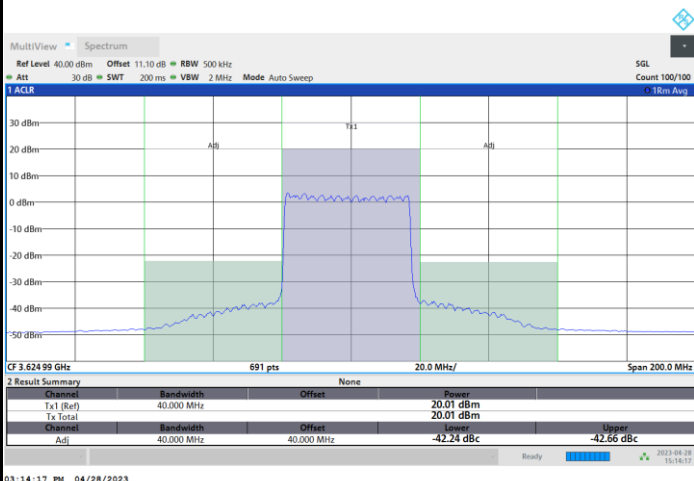 MultiView Spectrum
Ref Level 40.00 dBm Offset 11.10 dB RBW 500 kHz SGL
Att 30 dB SWT 200 ms VBW 2 MHz Mode Auto Sweep Count 100/100
1 ACLR 1Rm Avg
30 dBm
Tx1
20 dBm Adj Adj
10 dBm
0 dBm
-10 dBm
-20 dBm
-30 dBm
-40 dBm
-50 dBm
CF 3.624 99 GHz 691 pts 20.0 MHz/ Span 200.0 MHz
2 Result Summary None
Channel Bandwidth Offset Power
Tx1 (Ref) 40.000 MHz 20.01 dBm
Tx Total 20.01 dBm
Channel Bandwidth Offset Lower Upper
Adj 40.000 MHz 40.000 MHz -42.24 dBc -42.66 dBc
Ready 2023-04-28
15:14:17
03:14:17 PM 04/28/2023